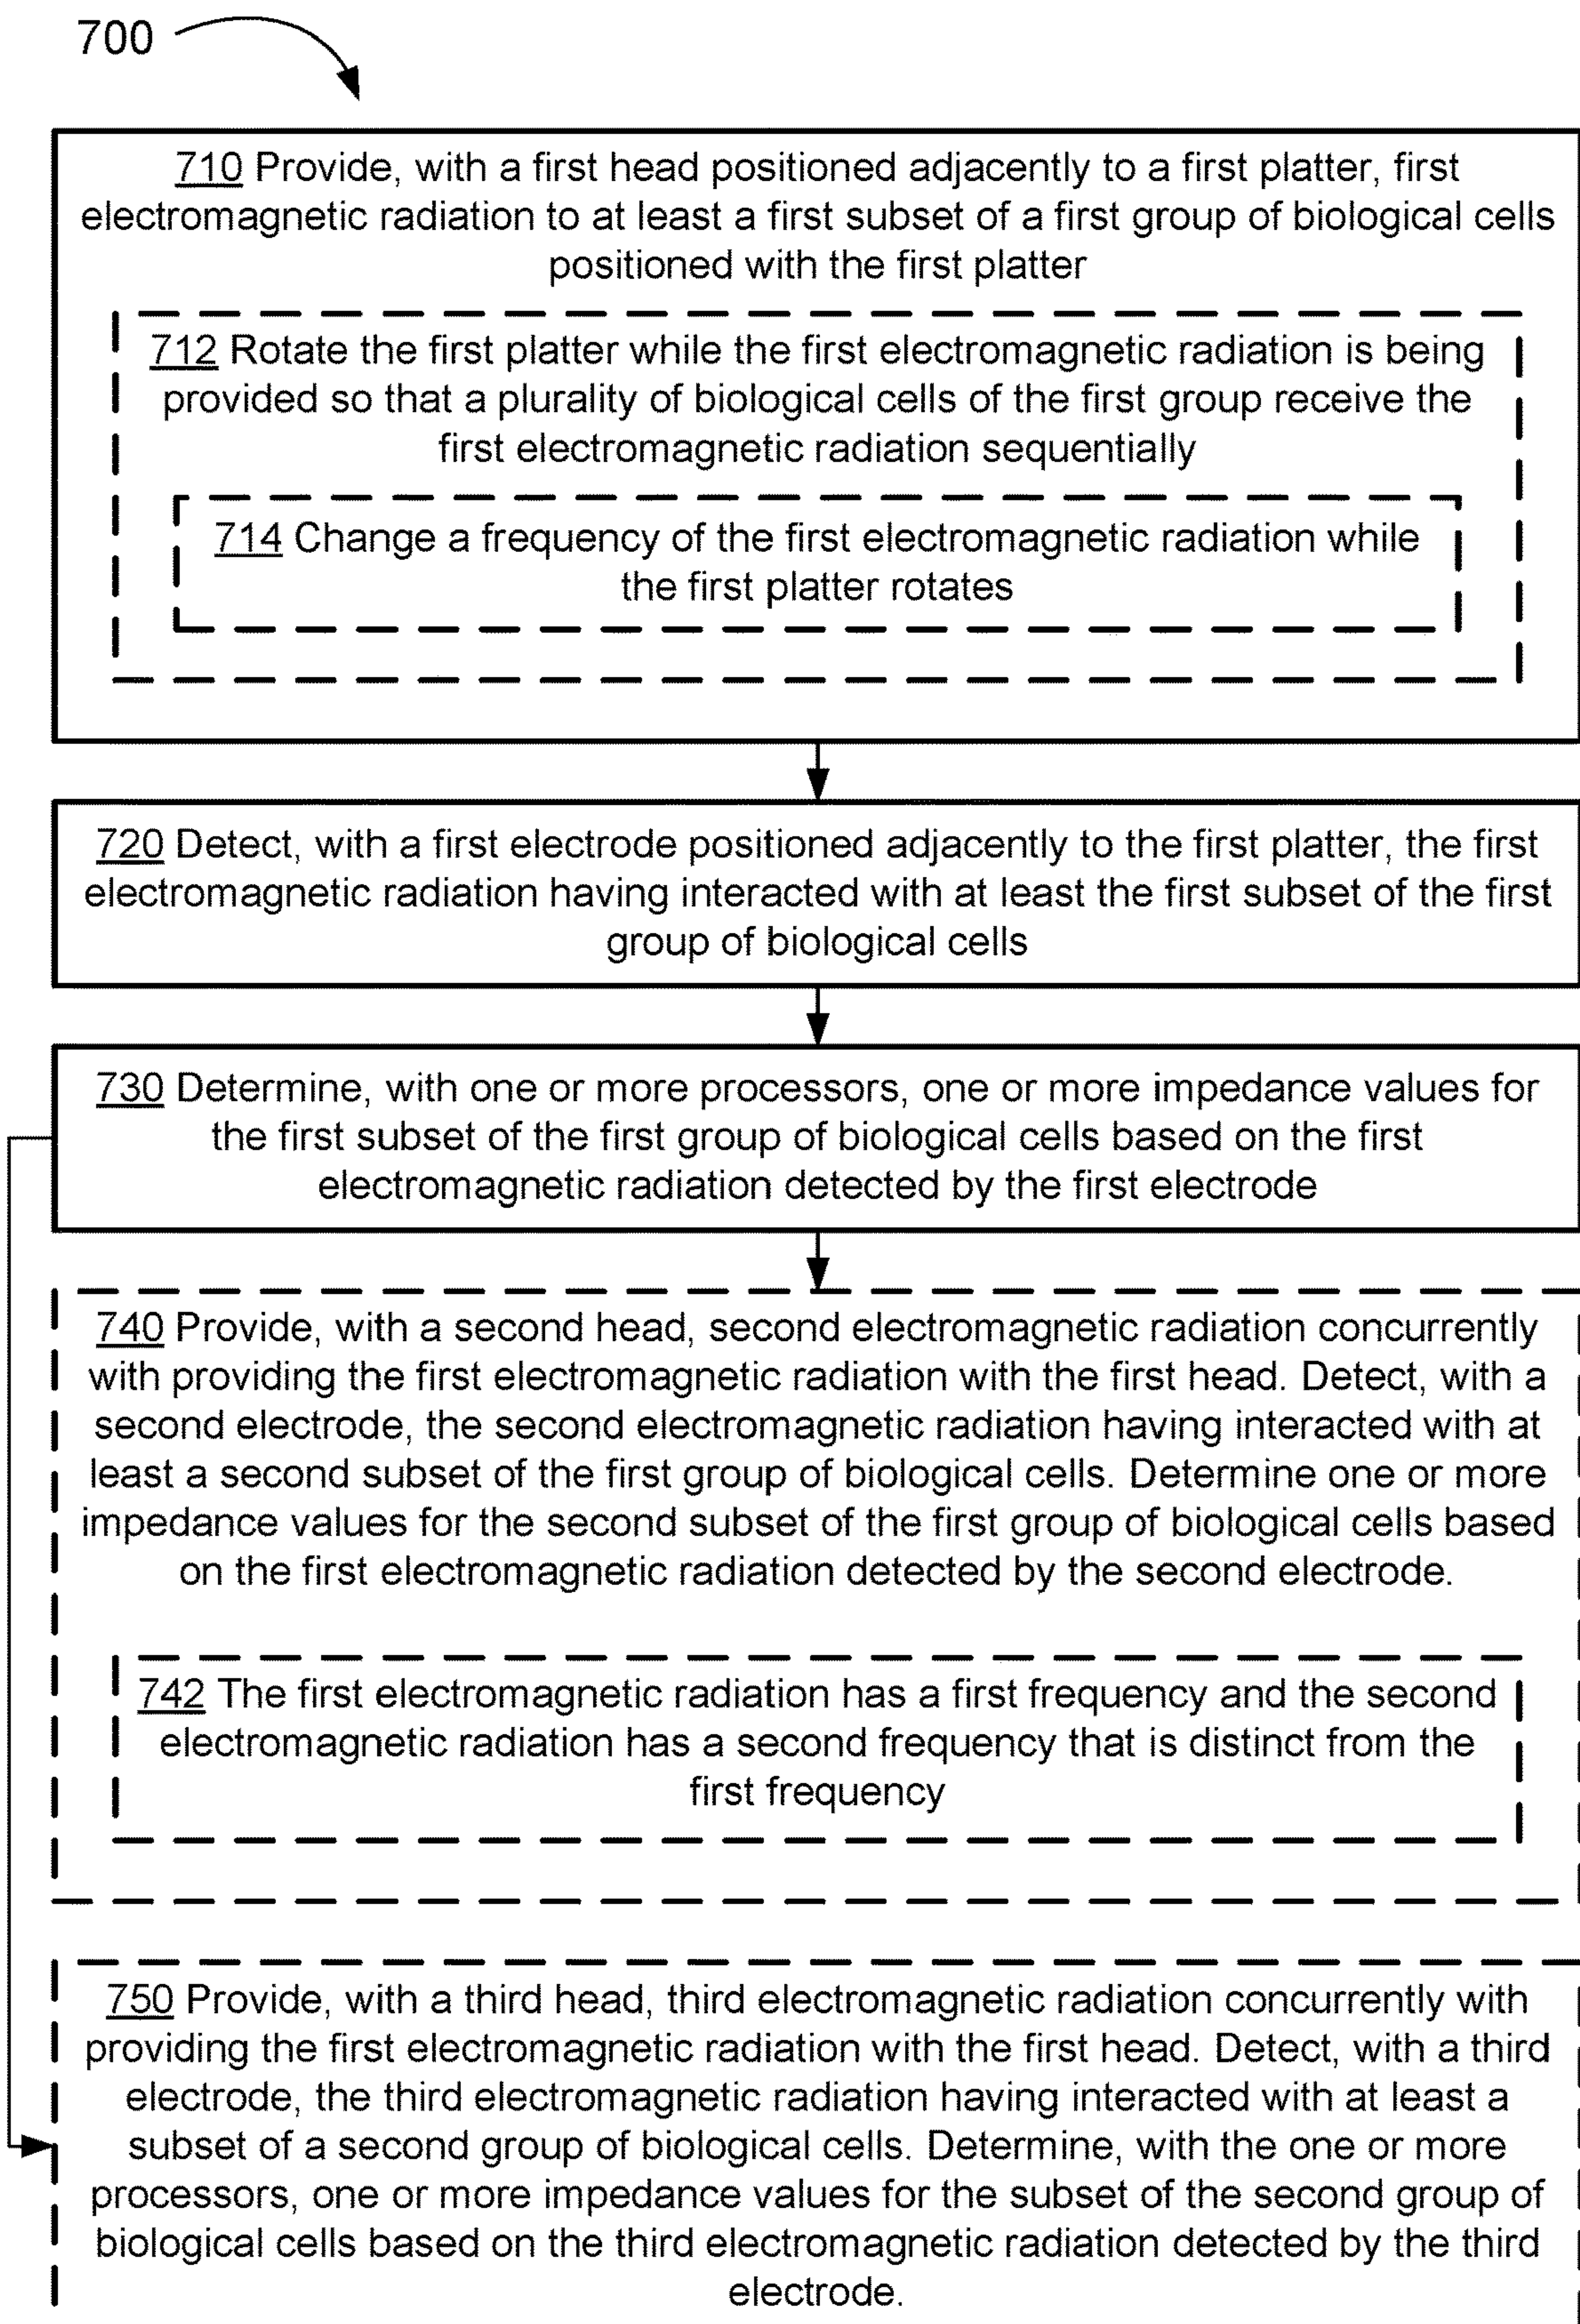 700
710 Provide, with a first head positioned adjacently to a first platter, first
electromagnetic radiation to at least a first subset of a first group of biological cells
positioned with the first platter
712 Rotate the first platter while the first electromagnetic radiation is being
provided so that a plurality of biological cells of the first group receive the
first electromagnetic radiation sequentially
714 Change a frequency of the first electromagnetic radiation while
the first platter rotates
720 Detect, with a first electrode positioned adjacently to the first platter, the first
electromagnetic radiation having interacted with at least the first subset of the first
group of biological cells
730 Determine, with one or more processors, one or more impedance values for
the first subset of the first group of biological cells based on the first
electromagnetic radiation detected by the first electrode
740 Provide, with a second head, second electromagnetic radiation concurrently
with providing the first electromagnetic radiation with the first head. Detect, with a
second electrode, the second electromagnetic radiation having interacted with at
least a second subset of the first group of biological cells. Determine one or more
impedance values for the second subset of the first group of biological cells based
on the first electromagnetic radiation detected by the second electrode.
742 The first electromagnetic radiation has a first frequency and the second
electromagnetic radiation has a second frequency that is distinct from the
first frequency
750 Provide, with a third head, third electromagnetic radiation concurrently with
providing the first electromagnetic radiation with the first head. Detect, with a third
electrode, the third electromagnetic radiation having interacted with at least a
subset of a second group of biological cells. Determine, with the one or more
processors, one or more impedance values for the subset of the second group of
biological cells based on the third electromagnetic radiation detected by the third
electrode.